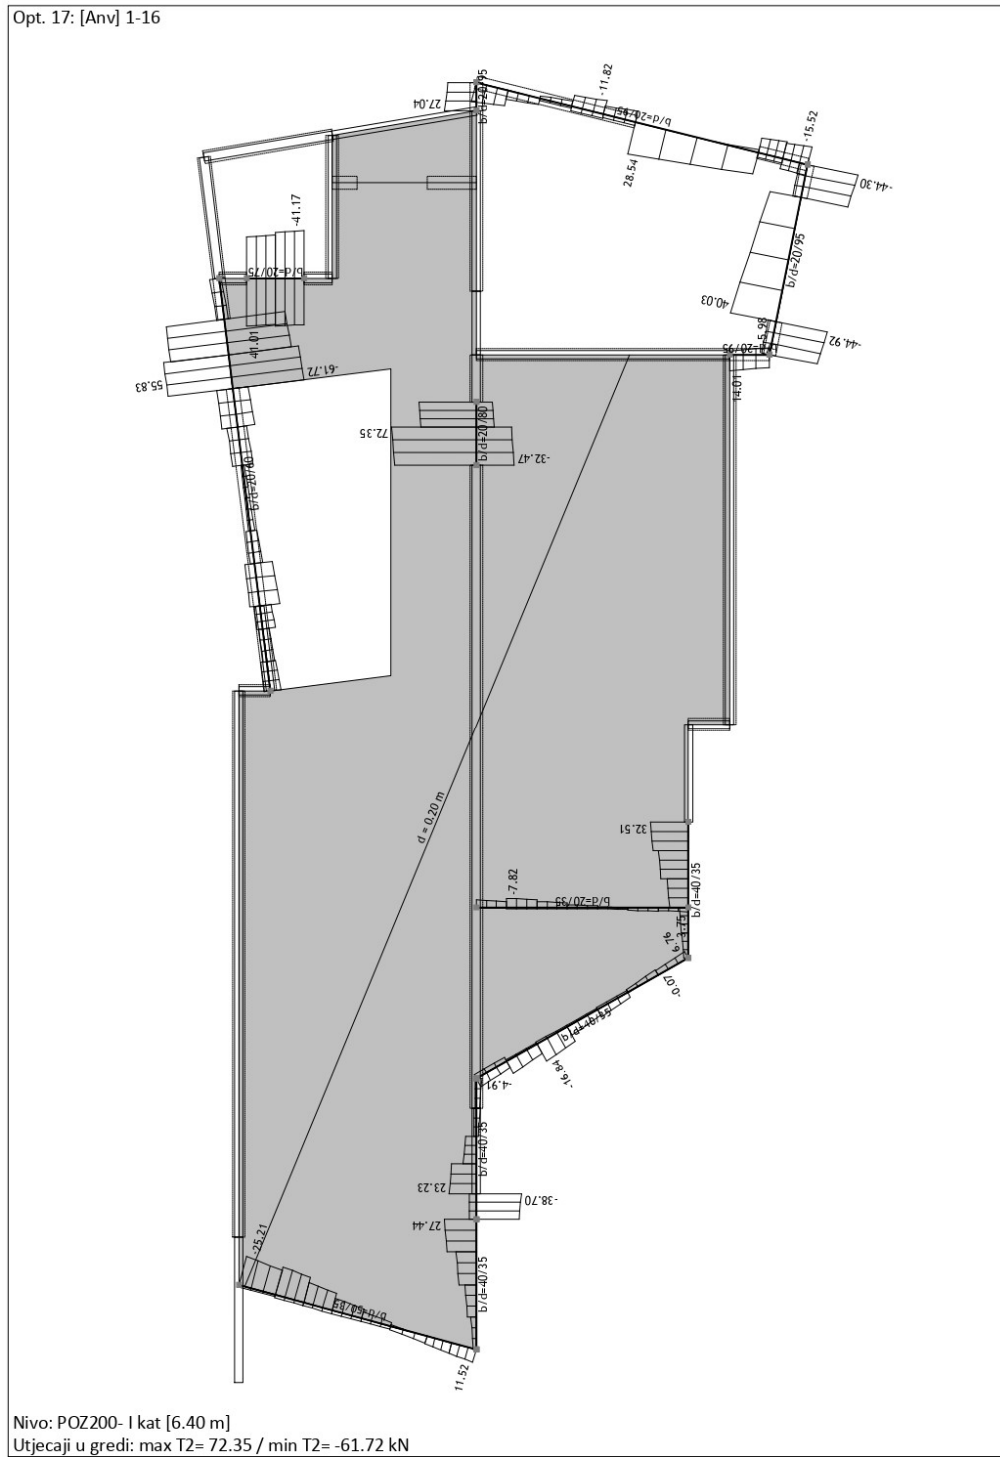 Opt. 17: [Anv] 1-16
b/d=20/95
27.04
-11.82
b/d=20/95
-15.52
28.54
-44.30
-41.17
b/d=20/75
b/d=20/95
40.03
41.01
-44.92
b/d=20/95
55.83
-61.72
14.01
b/d=20/80
72.35
-32.47
d = 0.20 m
32.51
b/d=40/35
-7.82
b/d=20/35
-0.07
-16.84
-4.91
b/d=40/35
23.23
-38.70
27.44
-25.21
b/d=40/35
11.52
Nivo: POZ200- I kat [6.40 m]
Utjecaji u gredi: max T2= 72.35 / min T2= -61.72 kN